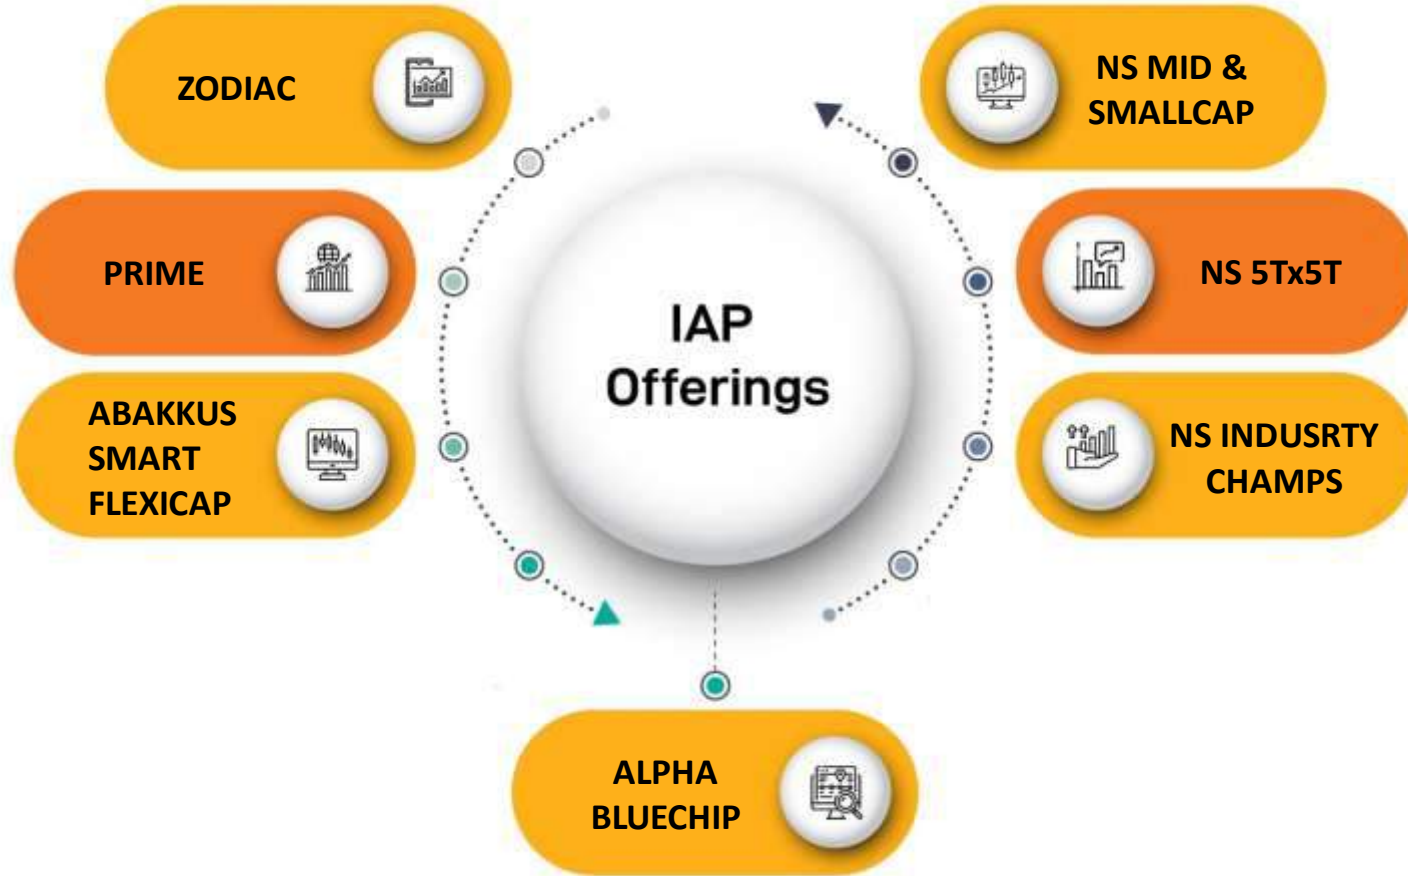 ZODIAC
PRIME
ABAKKUS
SMART
FLEXICAP
IAP
Offerings
NS MID &
SMALLCAP
NS 5Tx5T
NS INDUSRTY
CHAMPS
ALPHA
BLUECHIP